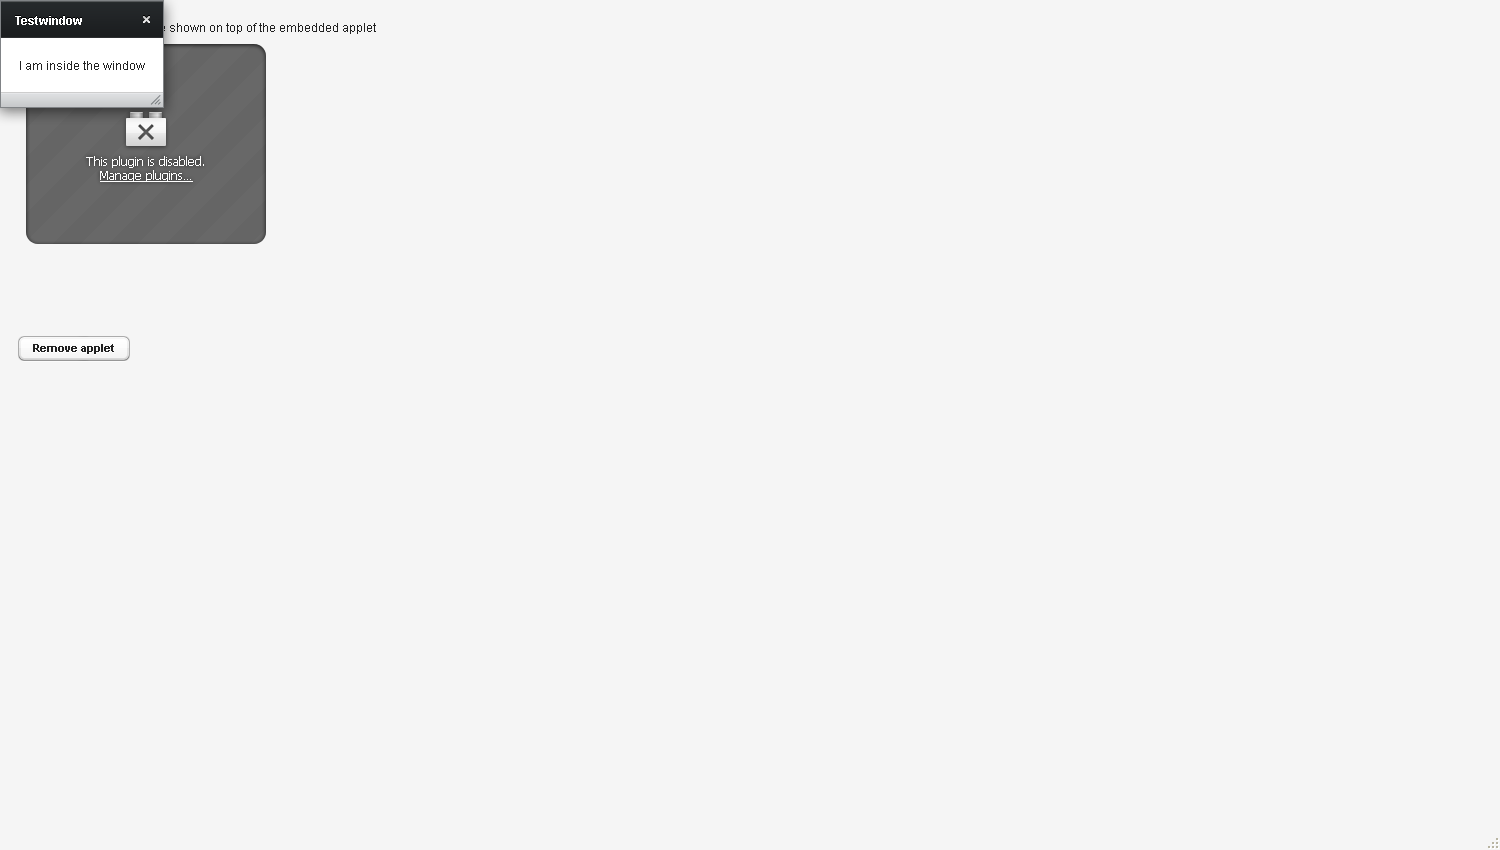 Testwindow
shown on top of the embedded applet
I am inside the window
This plugin is disabled.
Manage plugins...
Remove applet